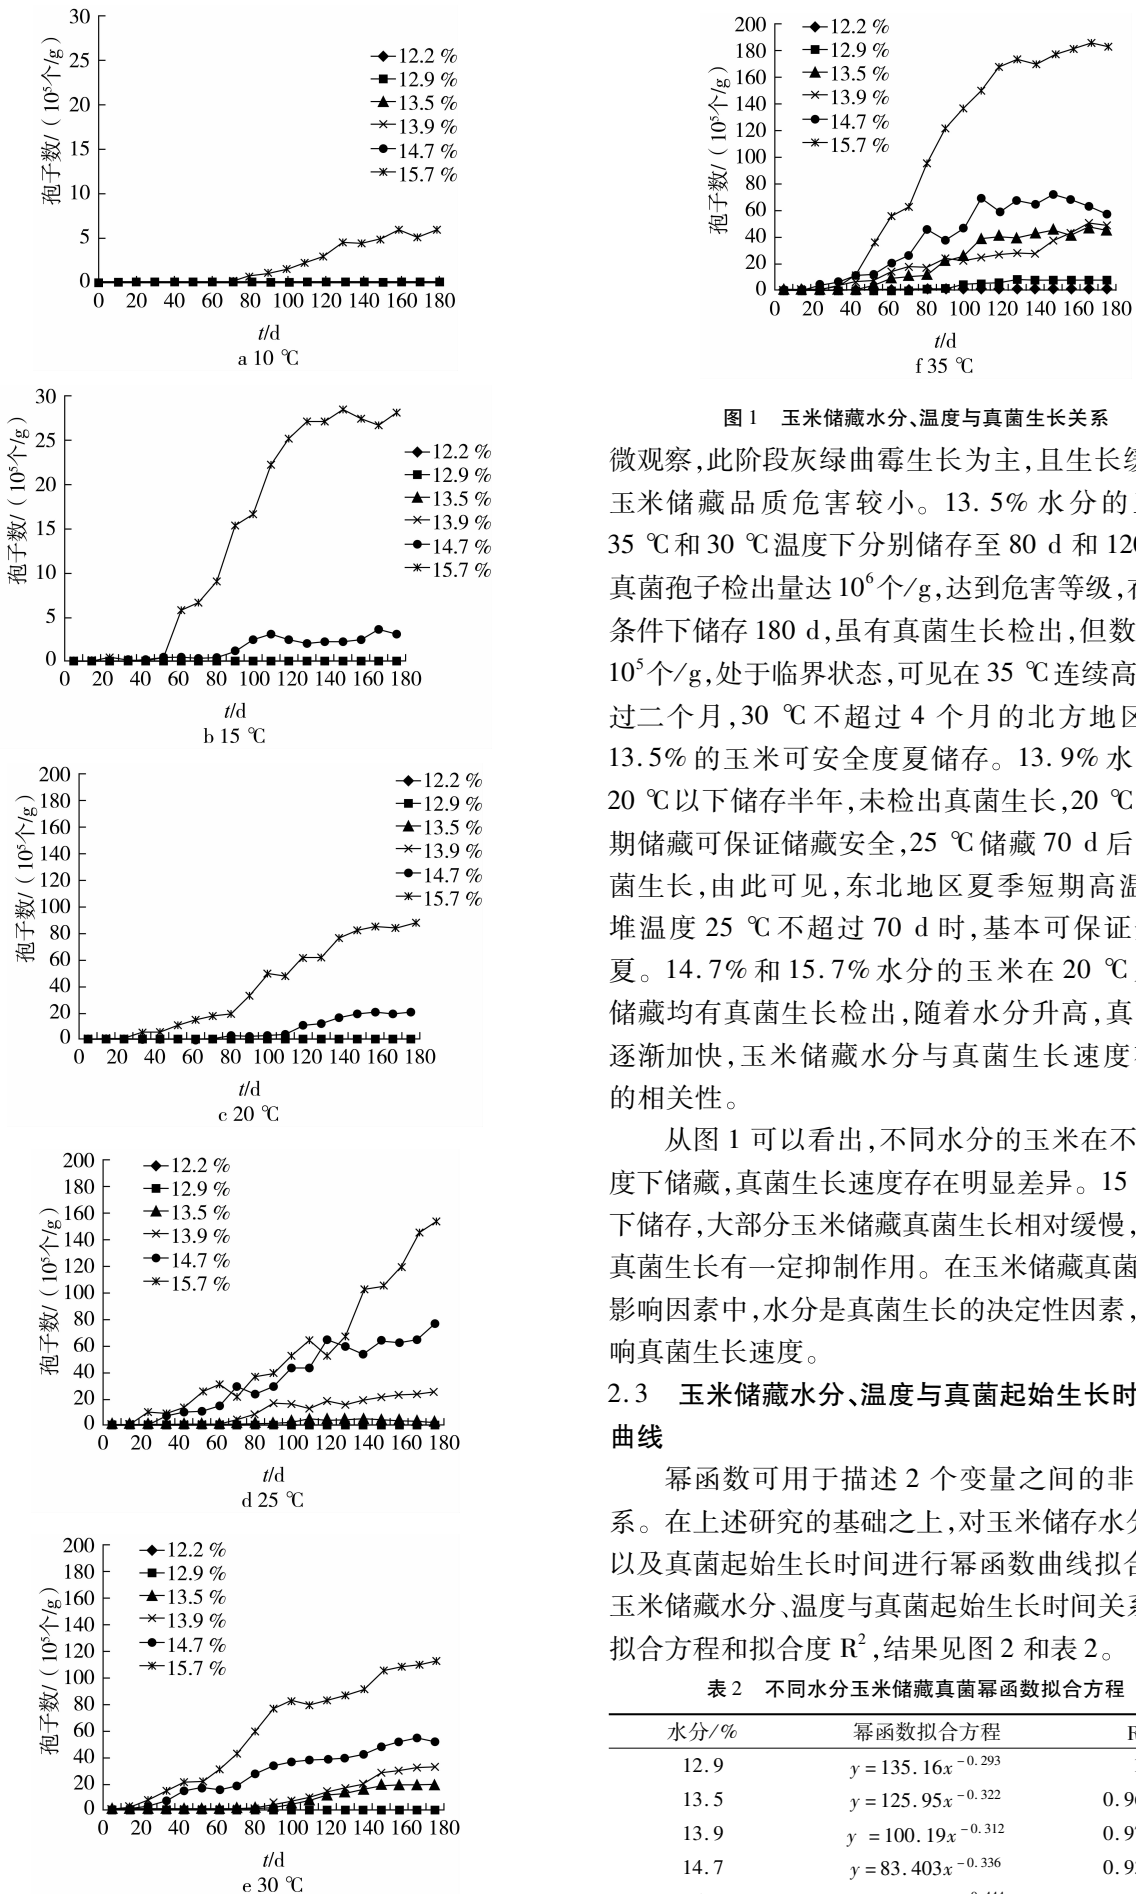 30
25
20
15
10
5
0
孢子数/（10⁵个/g）
12.2 %
12.9 %
13.5 %
13.9 %
14.7 %
15.7 %
0 20 40 60 80 100 120 140 160 180
t/d
a 10 ℃
30
25
20
15
10
5
0
孢子数/（10⁵个/g）
12.2 %
12.9 %
13.5 %
13.9 %
14.7 %
15.7 %
0 20 40 60 80 100 120 140 160 180
t/d
b 15 ℃
200
180
160
140
120
100
80
60
40
20
0
孢子数/（10⁵个/g）
12.2 %
12.9 %
13.5 %
13.9 %
14.7 %
15.7 %
0 20 40 60 80 100 120 140 160 180
t/d
c 20 ℃
200
180
160
140
120
100
80
60
40
20
0
孢子数/（10⁵个/g）
12.2 %
12.9 %
13.5 %
13.9 %
14.7 %
15.7 %
0 20 40 60 80 100 120 140 160 180
t/d
d 25 ℃
200
180
160
140
120
100
80
60
40
20
0
孢子数/（10⁵个/g）
12.2 %
12.9 %
13.5 %
13.9 %
14.7 %
15.7 %
0 20 40 60 80 100 120 140 160 180
t/d
e 30 ℃
200
180
160
140
120
100
80
60
40
20
0
孢子数/（10⁵个/g）
12.2 %
12.9 %
13.5 %
13.9 %
14.7 %
15.7 %
0 20 40 60 80 100 120 140 160 180
t/d
f 35 ℃
图 1 玉米储藏水分、温度与真菌生长关系
微观察,此阶段灰绿曲霉生长为主,且生长
玉米储藏品质危害较小。13.5% 水分的
35 ℃和 30 ℃温度下分别储存至 80 d 和
真菌孢子检出量达 10⁶个/g,达到危害等级,
条件下储存 180 d,虽有真菌生长检出,但数
10⁵个/g,处于临界状态,可见在 35 ℃连续高
过二个月,30 ℃不超过 4 个月的北方地区
13.5% 的玉米可安全度夏储存。13.9% 水
20 ℃以下储存半年,未检出真菌生长,20 ℃
期储藏可保证储藏安全,25 ℃储藏 70 d 后
菌生长,由此可见,东北地区夏季短期高温
堆温度 25 ℃不超过 70 d 时,基本可保证
夏。14.7% 和 15.7% 水分的玉米在 20 ℃
储藏均有真菌生长检出,随着水分升高,真
逐渐加快,玉米储藏水分与真菌生长速度
的相关性。
从图 1 可以看出,不同水分的玉米在不
度下储藏,真菌生长速度存在明显差异。15
下储存,大部分玉米储藏真菌生长相对缓慢,
真菌生长有一定抑制作用。在玉米储藏真菌
影响因素中,水分是真菌生长的决定性因素,
响真菌生长速度。
2.3 玉米储藏水分、温度与真菌起始生长时
曲线
幂函数可用于描述 2 个变量之间的非
系。在上述研究的基础之上,对玉米储存水分
以及真菌起始生长时间进行幂函数曲线拟合
玉米储藏水分、温度与真菌起始生长时间关系
拟合方程和拟合度 R²,结果见图 2 和表 2。
表 2 不同水分玉米储藏真菌幂函数拟合方程
水分/% 幂函数拟合方程
12.9 y = 135.16x⁻⁰·²⁹³
13.5 y = 125.95x⁻⁰·³²²
13.9 y = 100.19x⁻⁰·³¹²
14.7 y = 83.403x⁻⁰·³³⁶